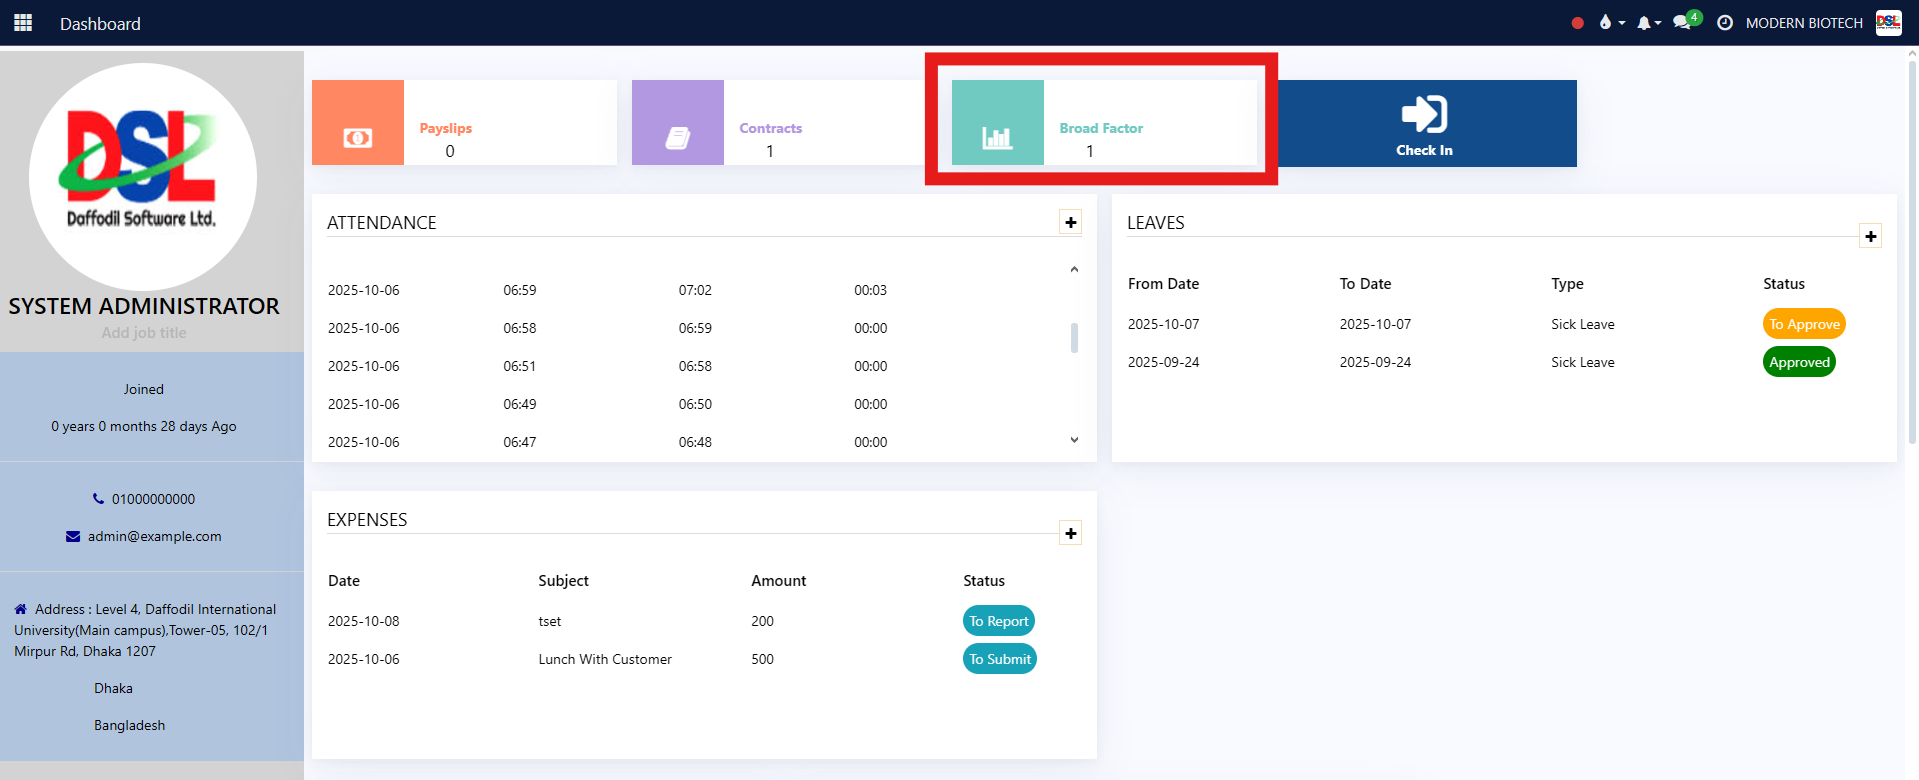 Dashboard
4
MODERN BIOTECH
DSL
DSL
Daffodil Software Ltd.
SYSTEM ADMINISTRATOR
Add job title
Joined
0 years 0 months 28 days Ago
01000000000
admin@example.com
Address : Level 4, Daffodil International
University(Main campus),Tower-05, 102/1
Mirpur Rd, Dhaka 1207
Dhaka
Bangladesh
Payslips
0
Contracts
1
Broad Factor
1
Check In
ATTENDANCE
2025-10-06 06:59 07:02 00:03
2025-10-06 06:58 06:59 00:00
2025-10-06 06:51 06:58 00:00
2025-10-06 06:49 06:50 00:00
2025-10-06 06:47 06:48 00:00
LEAVES
From Date To Date Type Status
2025-10-07 2025-10-07 Sick Leave To Approve
2025-09-24 2025-09-24 Sick Leave Approved
EXPENSES
Date Subject Amount Status
2025-10-08 tset 200 To Report
2025-10-06 Lunch With Customer 500 To Submit